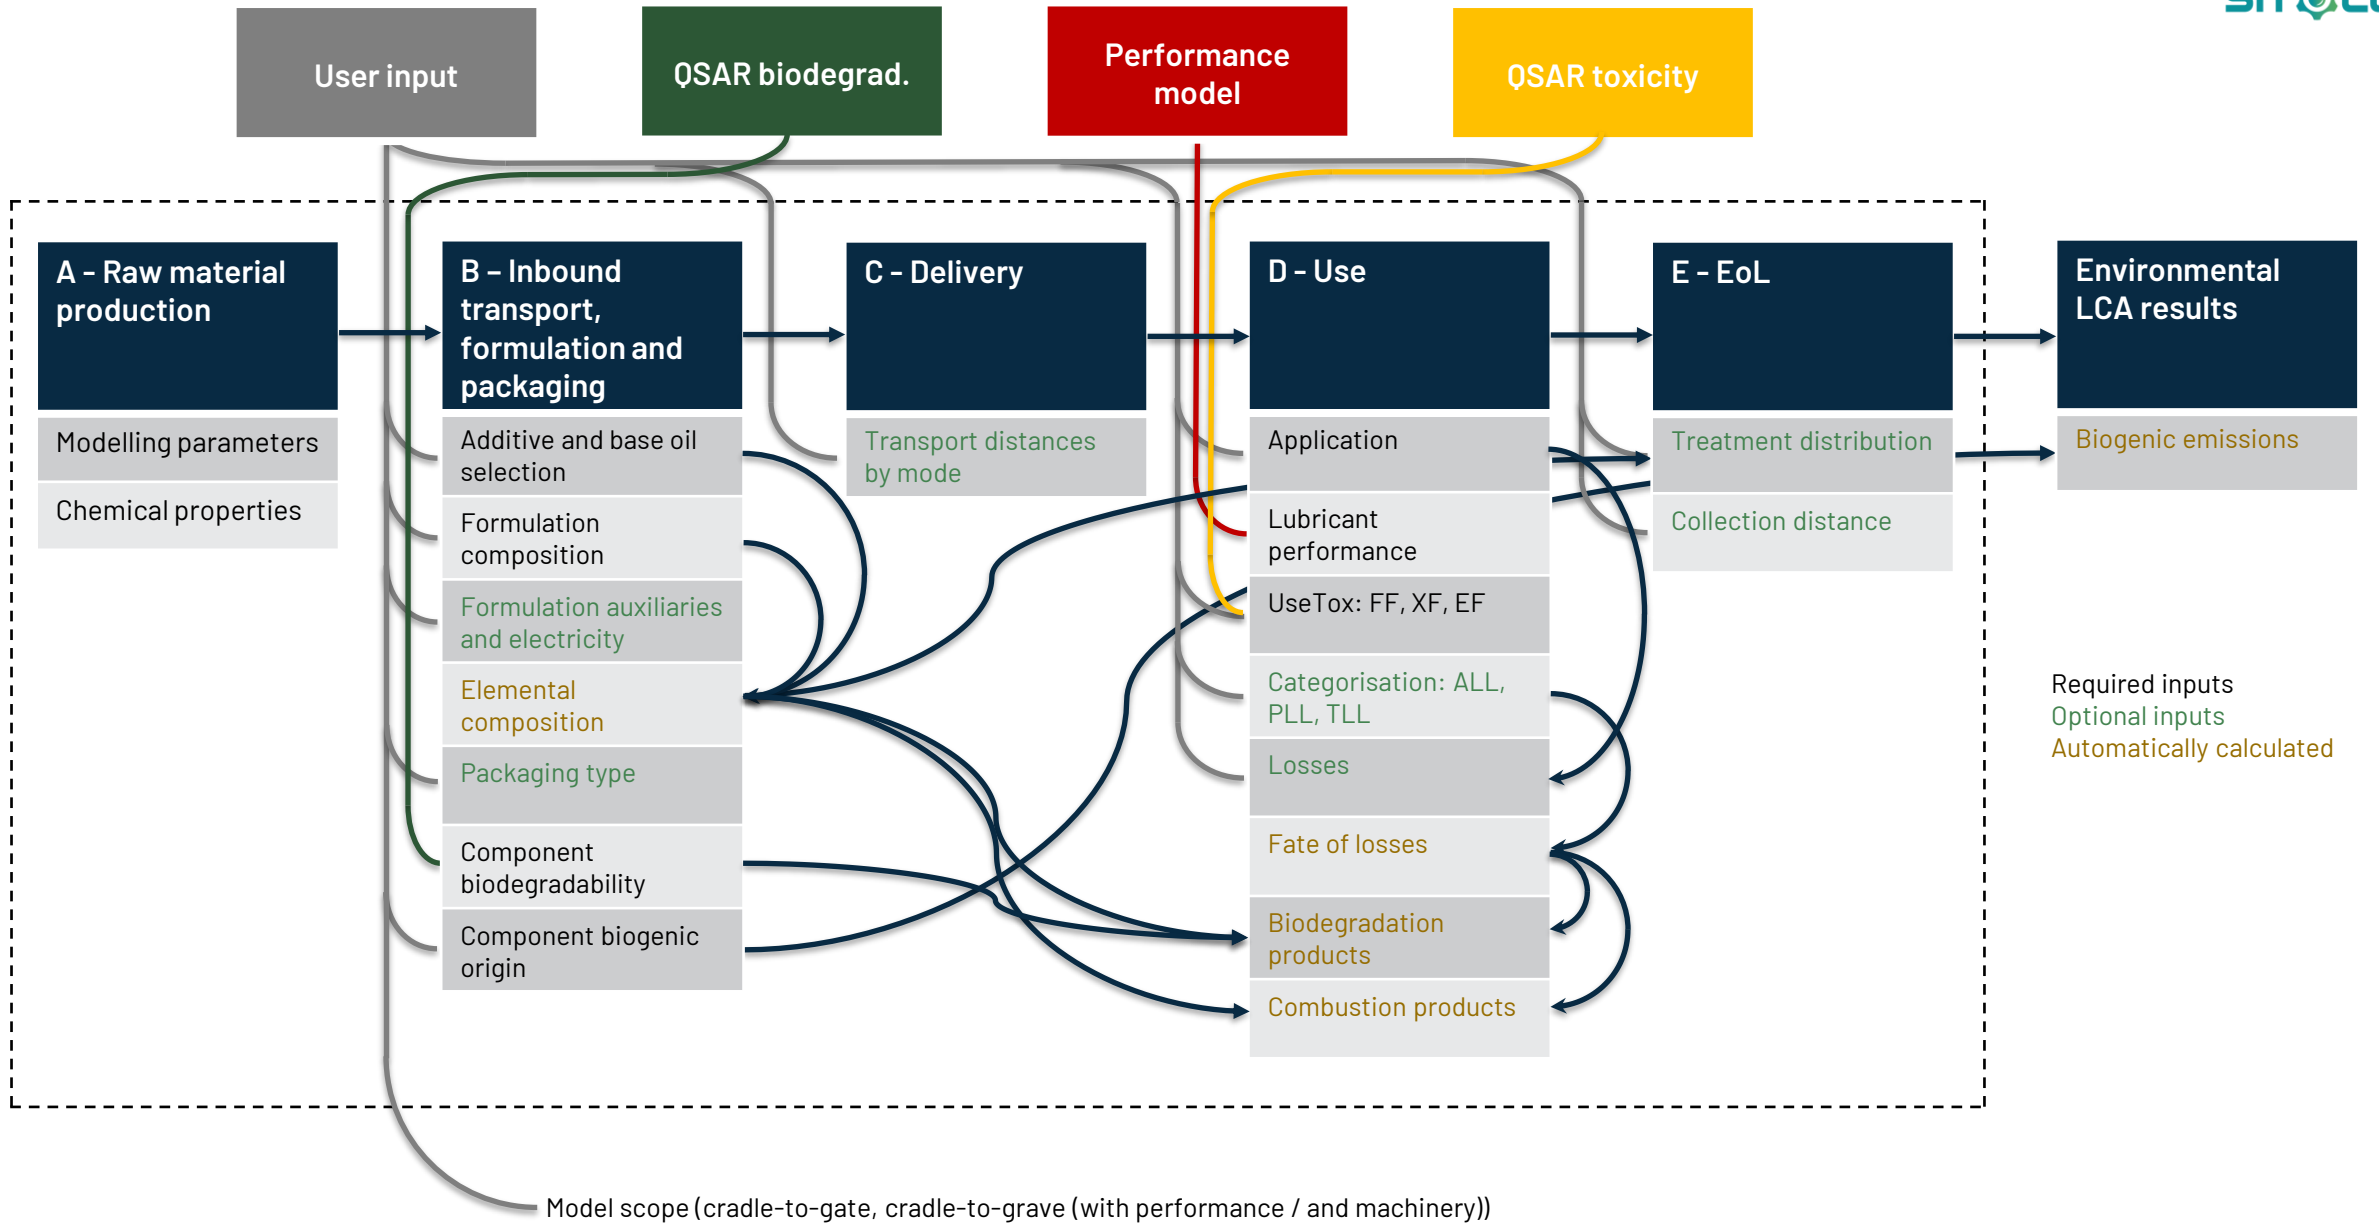 User input
QSAR biodegrad.
Performance
model
QSAR toxicity
A - Raw material
production
Modelling parameters
Chemical properties
B – Inbound
transport,
formulation and
packaging
Additive and base oil
selection
Formulation
composition
Formulation auxiliaries
and electricity
Elemental
composition
Packaging type
Component
biodegradability
Component biogenic
origin
C - Delivery
Transport distances
by mode
D - Use
Application
Lubricant
performance
UseTox: FF, XF, EF
Categorisation: ALL,
PLL, TLL
Losses
Fate of losses
Biodegradation
products
Combustion products
E - EoL
Treatment distribution
Collection distance
Environmental
LCA results
Biogenic emissions
Required inputs
Optional inputs
Automatically calculated
Model scope (cradle-to-gate, cradle-to-grave (with performance / and machinery))